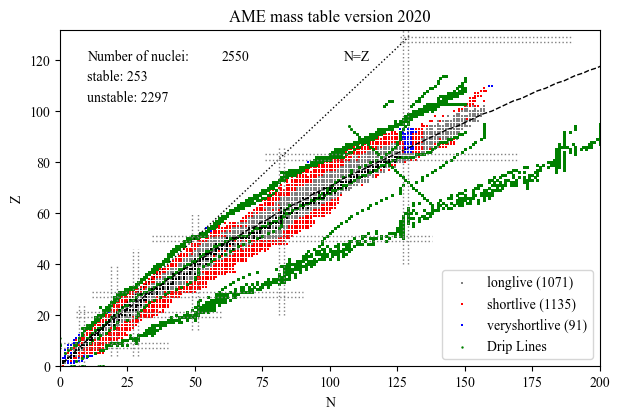 AME mass table version 2020
Number of nuclei: 2550 N=Z
stable: 253
unstable: 2297
120
100
80
60
40
20
0
Z
longlive (1071)
shortlive (1135)
veryshortlive (91)
Drip Lines
0 25 50 75 100 125 150 175 200
N